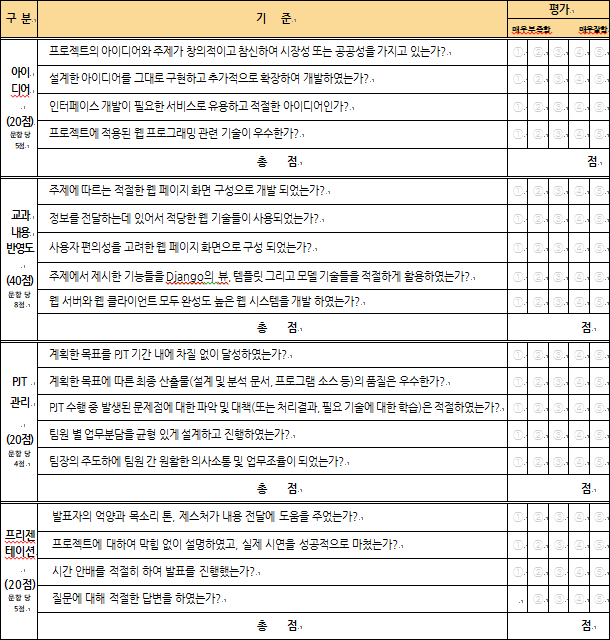 구 분 기 준 평가
매우부족함 매우잘함
아이디어 (20점) 문항 당 5점
프로젝트의 아이디어와 주제가 창의적이고 참신하여 시장성 또는 공공성을 가지고 있는가? ① ② ③ ④ ⑤
설계한 아이디어를 그대로 구현하고 추가적으로 확장하여 개발하였는가? ① ② ③ ④ ⑤
인터페이스 개발이 필요한 서비스로 유용하고 적절한 아이디어인가? ① ② ③ ④ ⑤
프로젝트에 적용된 웹 프로그래밍 관련 기술이 우수한가? ① ② ③ ④ ⑤
총 점 점
교과 내용 반영도 (40점) 문항 당 8점
주제에 따르는 적절한 웹 페이지 화면 구성으로 개발 되었는가? ① ② ③ ④ ⑤
정보를 전달하는데 있어서 적당한 웹 기술들이 사용되었는가? ① ② ③ ④ ⑤
사용자 편의성을 고려한 웹 페이지 화면으로 구성 되었는가? ① ② ③ ④ ⑤
주제에서 제시한 기능들을 Django의 뷰, 템플릿 그리고 모델 기술들을 적절하게 활용하였는가? ① ② ③ ④ ⑤
웹 서버와 웹 클라이언트 모두 완성도 높은 웹 시스템을 개발 하였는가? ① ② ③ ④ ⑤
총 점 점
PJT 관리 (20점) 문항 당 4점
계획한 목표를 PJT 기간 내에 차질 없이 달성하였는가? ① ② ③ ④ ⑤
계획한 목표에 따른 최종 산출물(설계 및 분석 문서, 프로그램 소스 등)의 품질은 우수한가? ① ② ③ ④ ⑤
PJT 수행 중 발생된 문제점에 대한 파악 및 대책(또는 처리결과, 필요 기술에 대한 학습)은 적절하였는가? ① ② ③ ④ ⑤
팀원 별 업무분담을 균형 있게 설계하고 진행하였는가? ① ② ③ ④ ⑤
팀장의 주도하에 팀원 간 원활한 의사소통 및 업무조율이 되었는가? ① ② ③ ④ ⑤
총 점 점
프리젠테이션 (20점) 문항 당 5점
발표자의 억양과 목소리 톤, 제스처가 내용 전달에 도움을 주었는가? ① ② ③ ④ ⑤
프로젝트에 대하여 막힘 없이 설명하였고, 실제 시연을 성공적으로 마쳤는가? ① ② ③ ④ ⑤
시간 안배를 적절히 하여 발표를 진행했는가? ① ② ③ ④ ⑤
질문에 대해 적절한 답변을 하였는가? ② ③ ④ ⑤
총 점 점